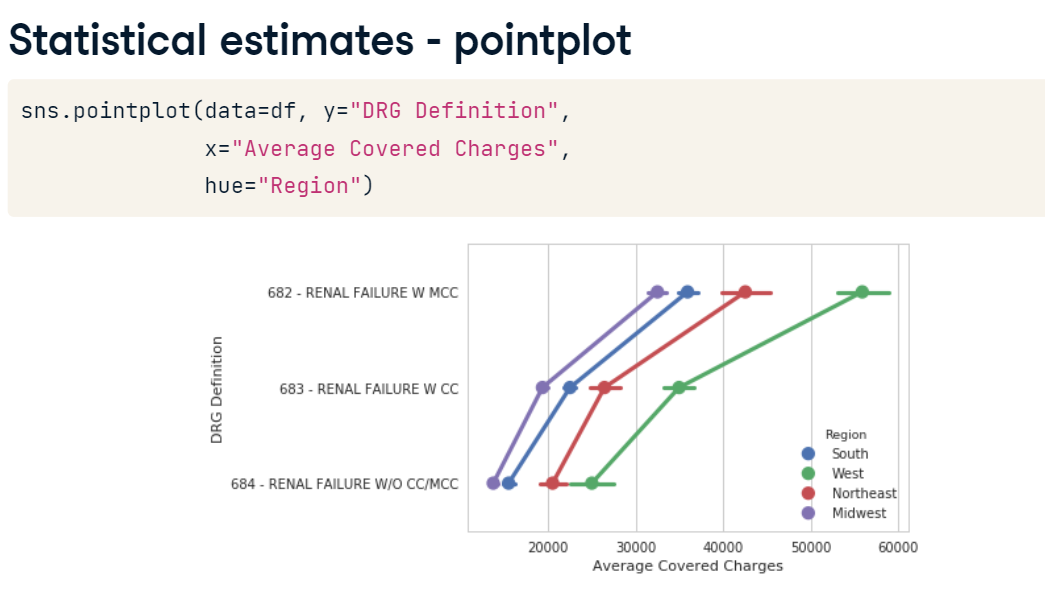 Statistical estimates - pointplot
sns.pointplot(data=df, y="DRG Definition",
x="Average Covered Charges",
hue="Region")
682 - RENAL FAILURE W MCC
683 - RENAL FAILURE W CC
684 - RENAL FAILURE W/O CC/MCC
DRG Definition
Region
South
West
Northeast
Midwest
20000 30000 40000 50000 60000
Average Covered Charges